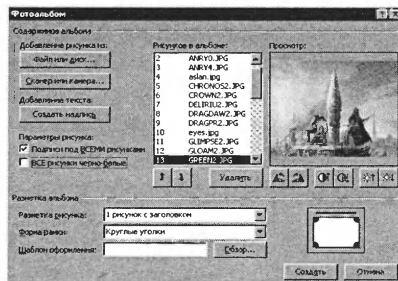 Фотоальбом
Содержимое альбома
Добавление рисунка из:
Файл или диск...
Сканер или камера...
Добавление текста:
Создать надпись
Параметры рисунка:
Подписи под ВСЕМИ рисунками
ВСЕ рисунки черно-белые
Рисунков в альбоме:
2 ANRYO.JPG
3 ANRY4.JPG
4 aslan.jpg
5 CHRONOS2.JPG
6 CROWN2.JPG
7 DELIRIU2.JPG
8 DRAGDAW2.JPG
9 DRAGPR2.JPG
10 eyes.jpg
11 GLIMPSE2.JPG
12 GLOAM2.JPG
13 GREEN2.JPG
Удалить
Просмотр:
Разметка альбома
Разметка рисунка:
1 рисунок с заголовком
Форма рамки:
Круглые уголки
Шаблон оформления:
Обзор...
Создать
Отмена